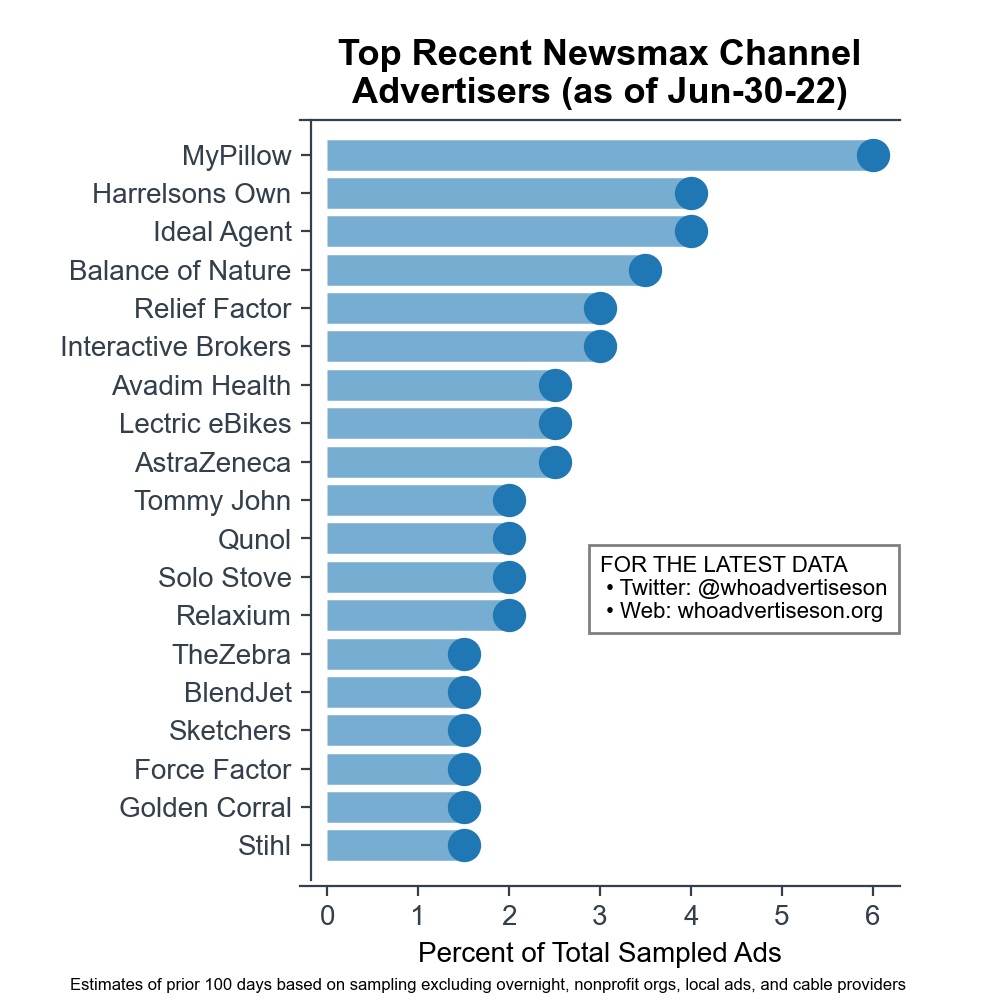 Top Recent Newsmax Channel
Advertisers (as of Jun-30-22)
MyPillow
Harrelsons Own
Ideal Agent
Balance of Nature
Relief Factor
Interactive Brokers
Avadim Health
Lectric eBikes
AstraZeneca
Tommy John
Qunol
Solo Stove
Relaxium
TheZebra
BlendJet
Sketchers
Force Factor
Golden Corral
Stihl
FOR THE LATEST DATA
• Twitter: @whoadvertiseson
• Web: whoadvertiseson.org
0 1 2 3 4 5 6
Percent of Total Sampled Ads
Estimates of prior 100 days based on sampling excluding overnight, nonprofit orgs, local ads, and cable providers